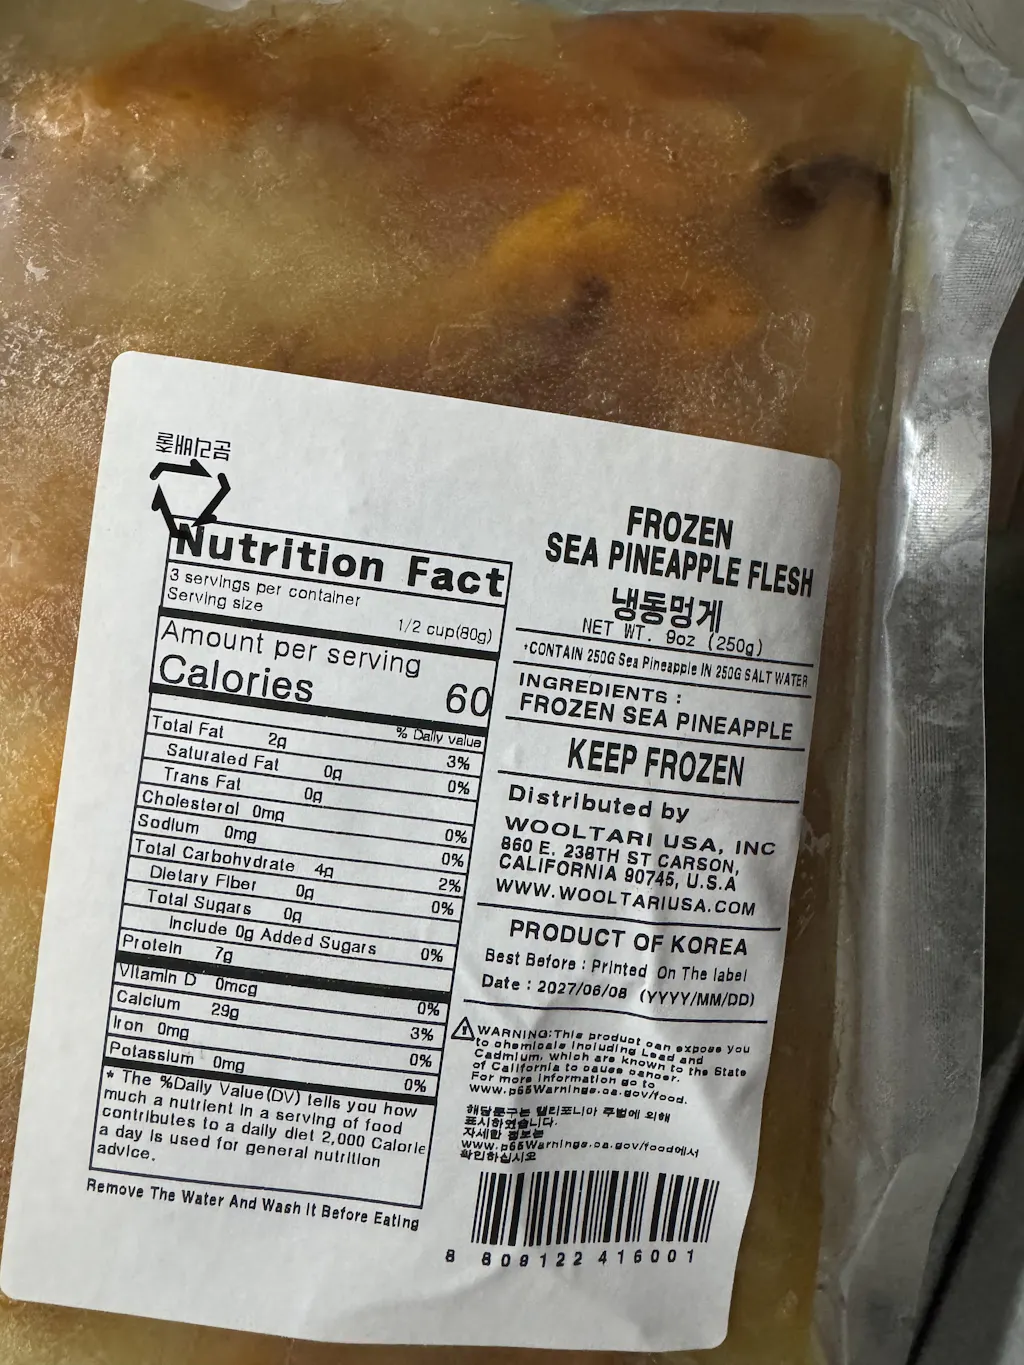 분리배출
Nutrition Fact
3 servings per container
Serving size 1/2 cup(80g)
Amount per serving
Calories 60
% Daily value
Total Fat 2g 3%
Saturated Fat 0g 0%
Trans Fat 0g
Cholesterol 0mg 0%
Sodium 0mg 0%
Total Carbohydrate 4g 2%
Dietary Fiber 0g 0%
Total Sugars 0g
Include 0g Added Sugars 0%
Protein 7g
Vitamin D 0mcg 0%
Calcium 29g 3%
Iron 0mg 0%
Potassium 0mg 0%
* The %Daily Value(DV) tells you how
much a nutrient in a serving of food
contributes to a daily diet 2,000 Calorie
a day is used for general nutrition
advice.
Remove The Water And Wash It Before Eating
FROZEN
SEA PINEAPPLE FLESH
냉동멍게
NET WT. 9oz (250g)
*CONTAIN 250G Sea Pineapple IN 250G SALT WATER
INGREDIENTS :
FROZEN SEA PINEAPPLE
KEEP FROZEN
Distributed by
WOOLTARI USA, INC
860 E. 238TH ST CARSON,
CALIFORNIA 90745, U.S.A
WWW.WOOLTARIUSA.COM
PRODUCT OF KOREA
Best Before : Printed On The label
Date : 2027/06/08 (YYYY/MM/DD)
WARNING:This product can expose you
to chemicals including Lead and
Cadmium, which are known to the State
of California to cause cancer.
For more information go to
www.p65Warnings.ca.gov/food.
해당문구는 캘리포니아 주법에 의해
표시하였습니다.
자세한 정보는
www.p65Warnings.ca.gov/food에서
확인하십시오
8 809122 416001